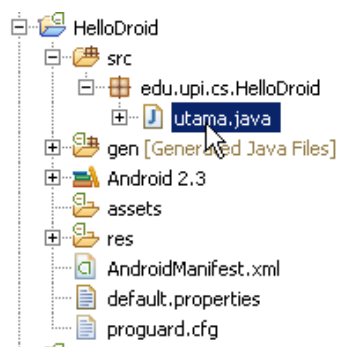 HelloDroid
src
edu.upi.cs.HelloDroid
utama.java
gen [Generated Java Files]
Android 2.3
assets
res
AndroidManifest.xml
default.properties
proguard.cfg